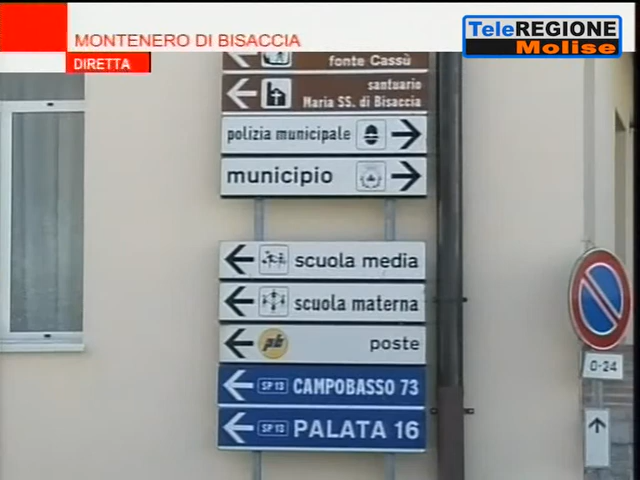 MONTENERO DI BISACCIA
DIRETTA
TeleREGIONE
Molise
fonte Cassù
santuario
Maria SS. di Bisaccia
polizia municipale
municipio
scuola media
scuola materna
pt poste
SP 13 CAMPOBASSO 73
SP 13 PALATA 16
0-24